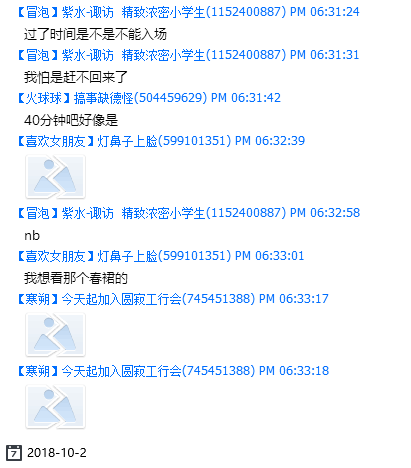 【冒泡】紫水-诹访  精致浓密小学生(1152400887) PM 06:31:24
过了时间是不是不能入场
【冒泡】紫水-诹访  精致浓密小学生(1152400887) PM 06:31:31
我怕是赶不回来了
【火球球】搞事缺德怪(504459629) PM 06:31:42
40分钟吧好像是
【喜欢女朋友】灯鼻子上脸(599101351) PM 06:32:39
【冒泡】紫水-诹访  精致浓密小学生(1152400887) PM 06:32:58
nb
【喜欢女朋友】灯鼻子上脸(599101351) PM 06:33:01
我想看那个春裙的
【寒朔】今天起加入圆寂工行会(745451388) PM 06:33:17
【寒朔】今天起加入圆寂工行会(745451388) PM 06:33:18
7 2018-10-2